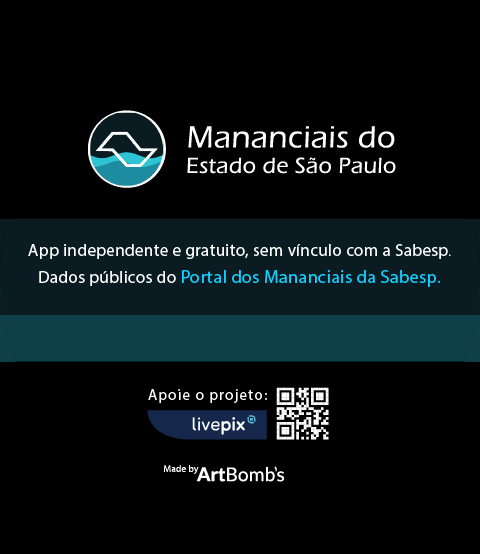 Mananciais do
Estado de São Paulo
App independente e gratuito, sem vínculo com a Sabesp.
Dados públicos do Portal dos Mananciais da Sabesp.
Apoie o projeto:
livepix
Made by ArtBomb's